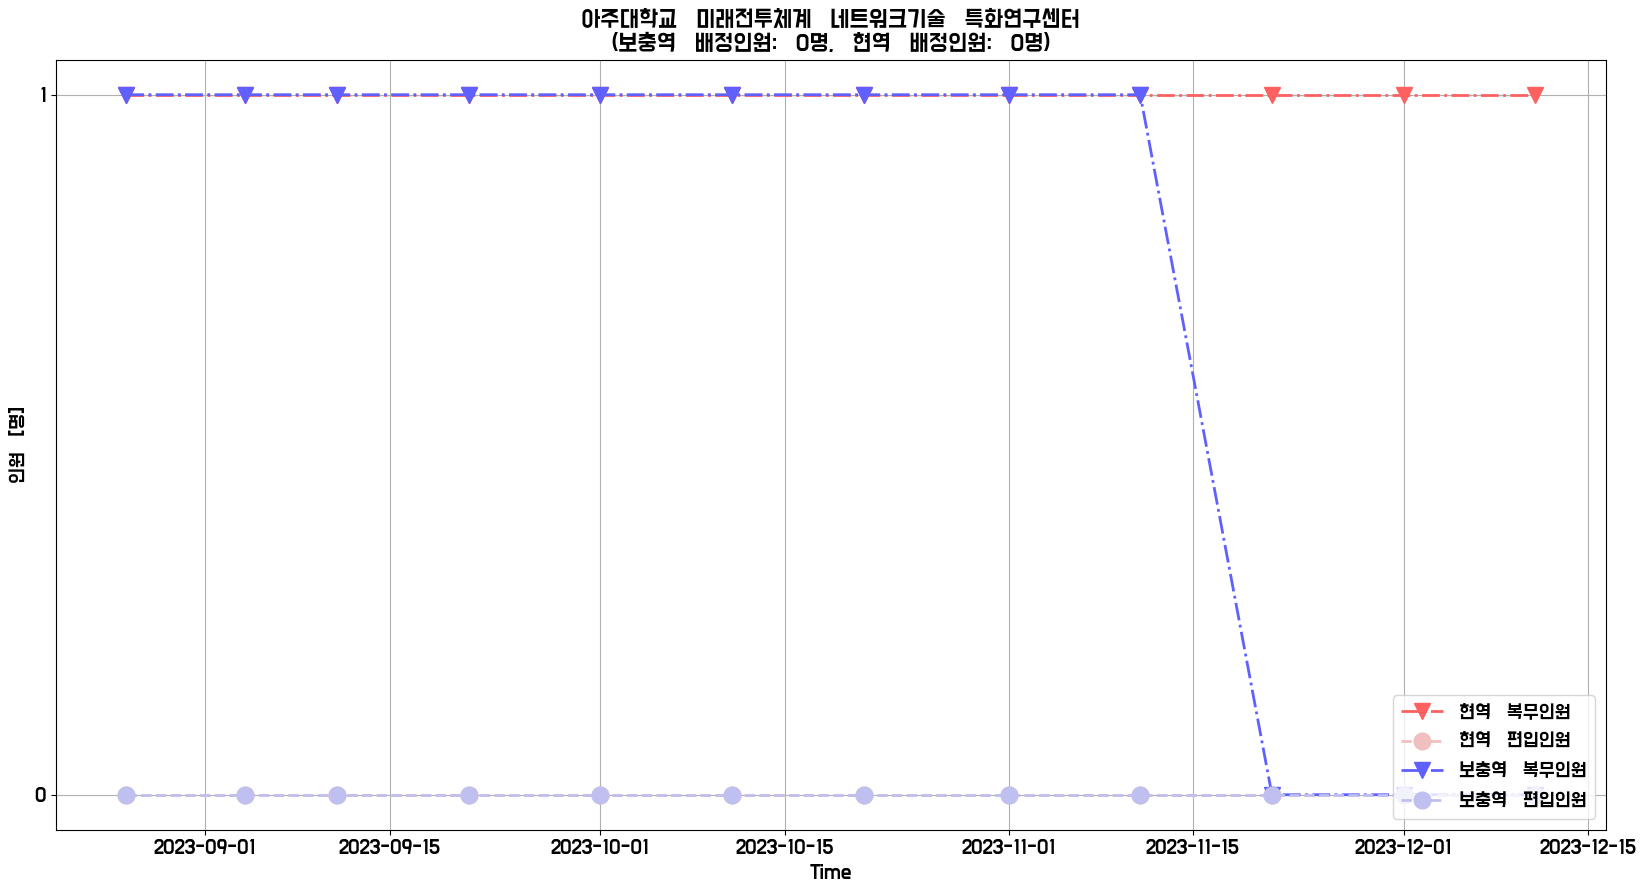 아주대학교 미래전투체계 네트워크기술 특화연구센터
(보충역 배정인원: 0명, 현역 배정인원: 0명)
1
0
인원 [명]
2023-09-01
2023-09-15
2023-10-01
2023-10-15
2023-11-01
2023-11-15
2023-12-01
2023-12-15
Time
현역 복무인원
현역 편입인원
보충역 복무인원
보충역 편입인원